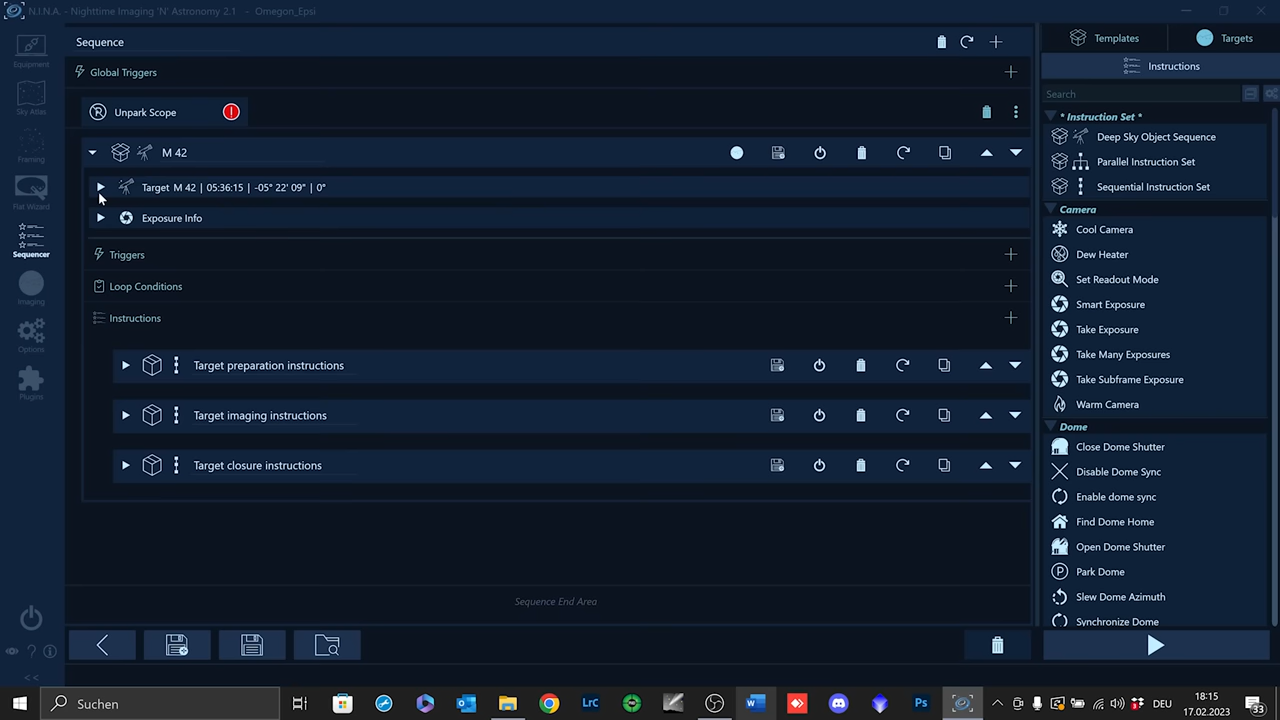 N.I.N.A. - Nighttime Imaging 'N' Astronomy 2.1 - Omegon_Epsi
Equipment
Sky Atlas
Framing
Flat Wizard
Sequencer
Imaging
Options
Plugins
<<
Sequence
Global Triggers
Unpark Scope
M 42
Target M 42 | 05:36:15 | -05° 22' 09" | 0°
Exposure Info
Triggers
Loop Conditions
Instructions
Target preparation instructions
Target imaging instructions
Target closure instructions
Sequence End Area
Templates
Targets
Instructions
Search
* Instruction Set *
Deep Sky Object Sequence
Parallel Instruction Set
Sequential Instruction Set
Camera
Cool Camera
Dew Heater
Set Readout Mode
Smart Exposure
Take Exposure
Take Many Exposures
Take Subframe Exposure
Warm Camera
Dome
Close Dome Shutter
Disable Dome Sync
Enable dome sync
Find Dome Home
Open Dome Shutter
Park Dome
Slew Dome Azimuth
Synchronize Dome
Suchen
LrC
Ps
18:15
17.02.2023
33